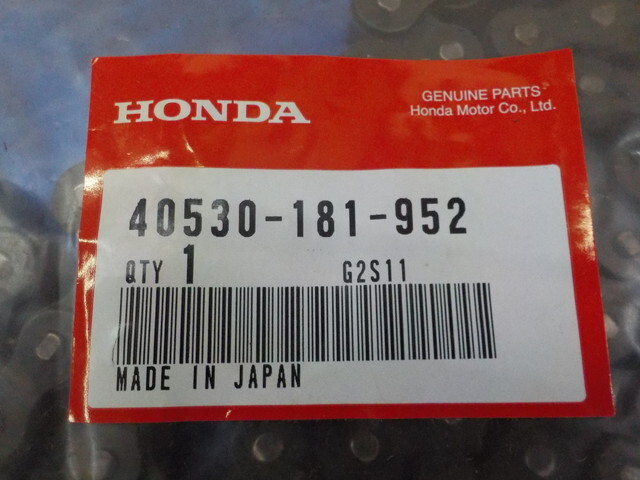 HONDA
GENUINE PARTS
Honda Motor Co., Ltd.
40530-181-952
QTY 1 G2S11
MADE IN JAPAN